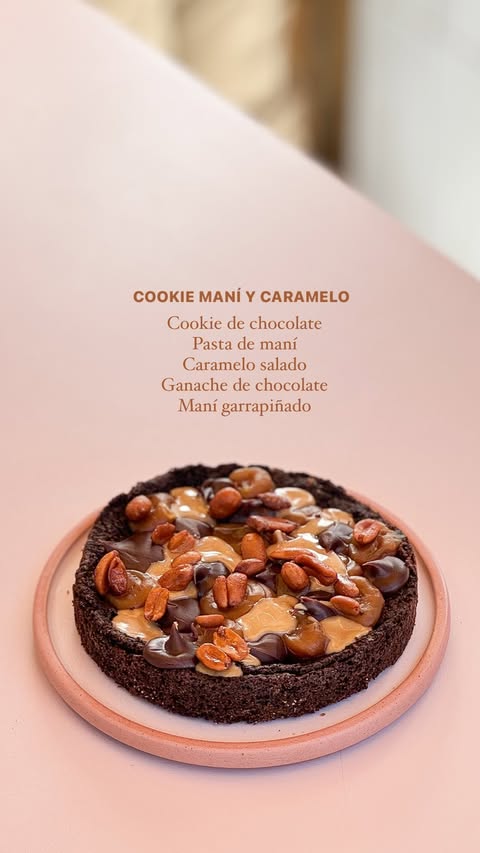 COOKIE MANÍ Y CARAMELO
Cookie de chocolate
Pasta de maní
Caramelo salado
Ganache de chocolate
Maní garrapiñado